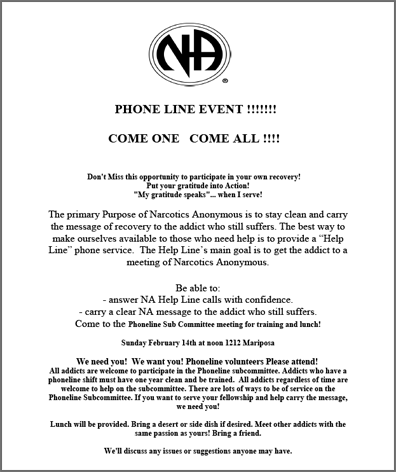 NA
®
PHONE LINE EVENT !!!!!!!
COME ONE COME ALL !!!!
Don't Miss this opportunity to participate in your own recovery!
Put your gratitude into Action!
"My gratitude speaks"... when I serve!
The primary Purpose of Narcotics Anonymous is to stay clean and carry
the message of recovery to the addict who still suffers. The best way to
make ourselves available to those who need help is to provide a “Help
Line” phone service. The Help Line’s main goal is to get the addict to a
meeting of Narcotics Anonymous.
Be able to:
- answer NA Help Line calls with confidence.
- carry a clear NA message to the addict who still suffers.
Come to the Phoneline Sub Committee meeting for training and lunch!
Sunday February 14th at noon 1212 Mariposa
We need you! We want you! Phoneline volunteers Please attend!
All addicts are welcome to participate in the Phoneline subcommittee. Addicts who have a
phoneline shift must have one year clean and be trained. All addicts regardless of time are
welcome to help on the subcommittee. There are lots of ways to be of service on the
Phoneline Subcommittee. If you want to serve your fellowship and help carry the message,
we need you!
Lunch will be provided. Bring a desert or side dish if desired. Meet other addicts with the
same passion as yours! Bring a friend.
We'll discuss any issues or suggestions anyone may have.